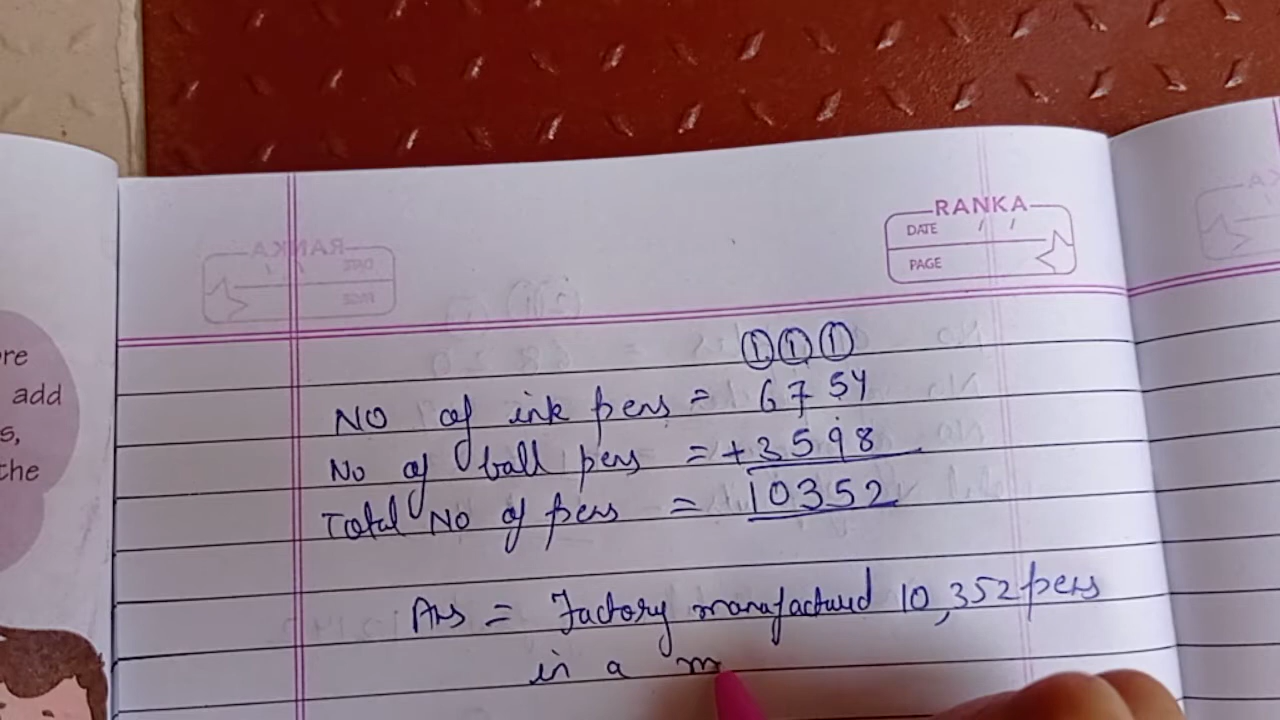 RANKA
DATE / /
PAGE
re
add
s,
the
① ① ①
No of ink pens = 6754
No of ball pens = +3598
Total No of pens = 10352
Ans = Factory manufactured 10,352 pens
in a m